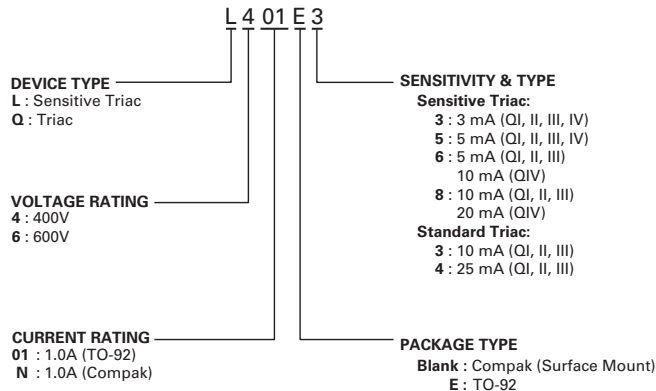 L 4 01 E 3
DEVICE TYPE
L : Sensitive Triac
Q : Triac
VOLTAGE RATING
4 : 400V
6 : 600V
CURRENT RATING
01 : 1.0A (TO-92)
N : 1.0A (Compak)
SENSITIVITY & TYPE
Sensitive Triac:
3 : 3 mA (QI, II, III, IV)
5 : 5 mA (QI, II, III, IV)
6 : 5 mA (QI, II, III)
10 mA (QIV)
8 : 10 mA (QI, II, III)
20 mA (QIV)
Standard Triac:
3 : 10 mA (QI, II, III)
4 : 25 mA (QI, II, III)
PACKAGE TYPE
Blank : Compak (Surface Mount)
E : TO-92